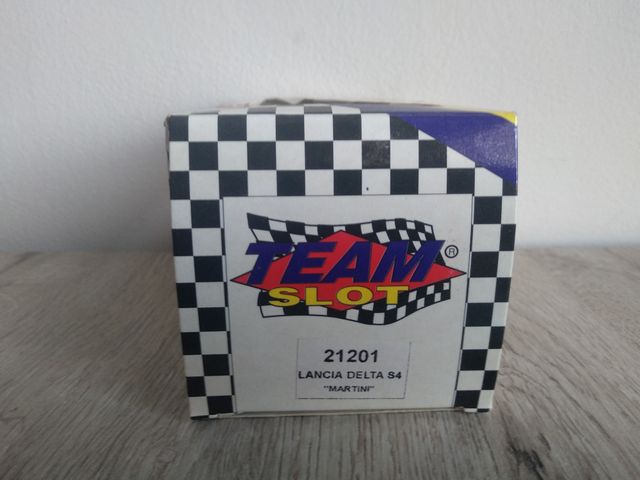 TEAM
SLOT
®
21201
LANCIA DELTA S4
"MARTINI"